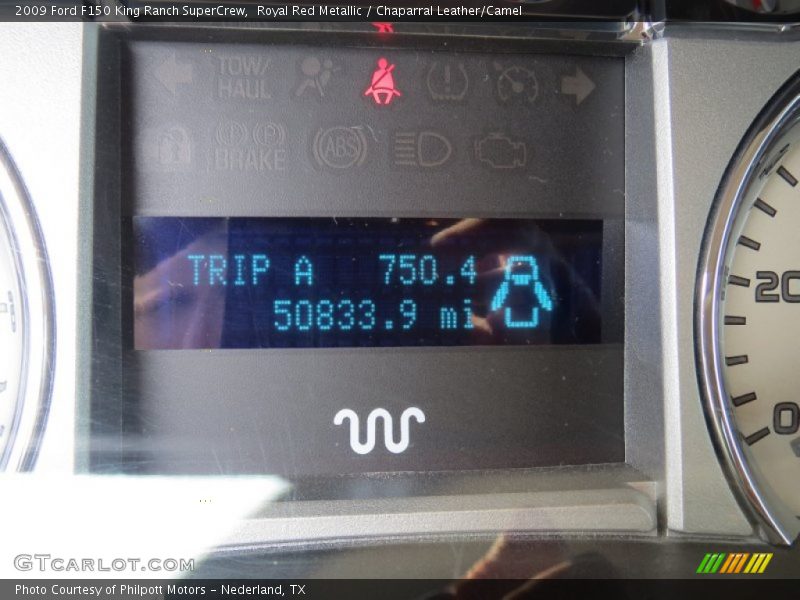 2009 Ford F150 King Ranch SuperCrew,  Royal Red Metallic / Chaparral Leather/Camel
TOW/
HAUL
BRAKE
ABS
TRIP A 750.4
50833.9 mi
20
0
GTcarlot.com
Photo Courtesy of Philpott Motors – Nederland, TX